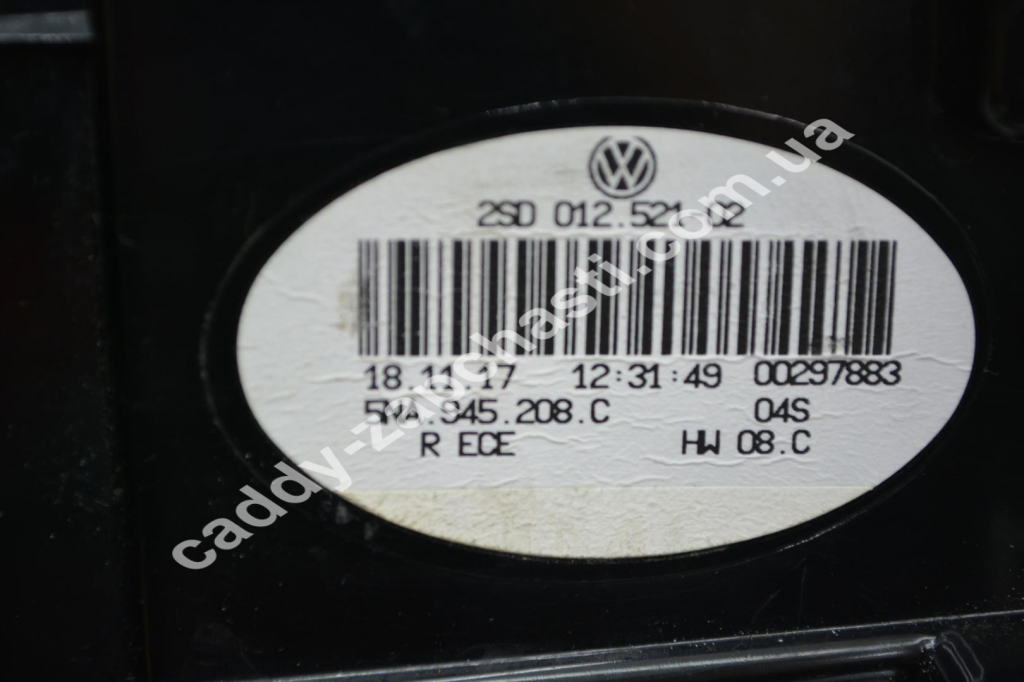 2SD 012.521-02
18.11.17 12:31:49 00297883
5NA.945.208.C 04S
R ECE HW 08.C
caddy-zapchasti.com.ua